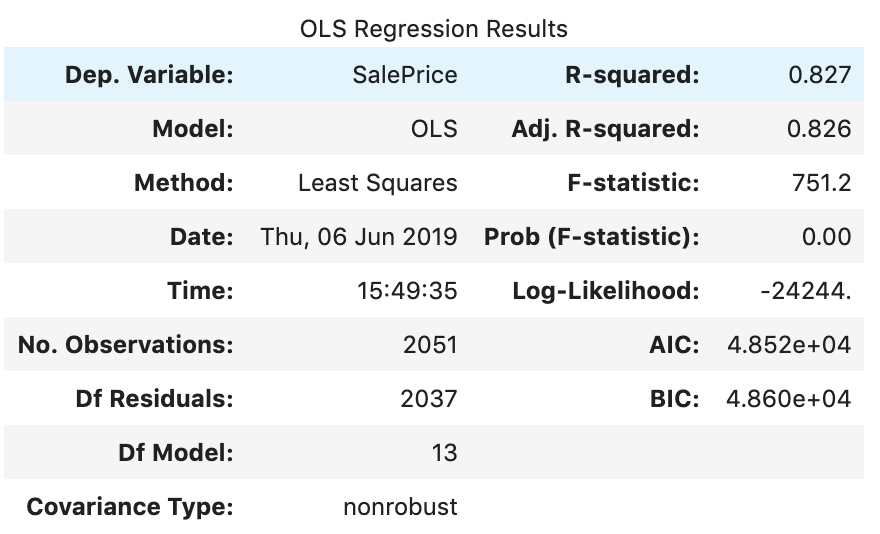 OLS Regression Results
Dep. Variable: SalePrice R-squared: 0.827
Model: OLS Adj. R-squared: 0.826
Method: Least Squares F-statistic: 751.2
Date: Thu, 06 Jun 2019 Prob (F-statistic): 0.00
Time: 15:49:35 Log-Likelihood: -24244.
No. Observations: 2051 AIC: 4.852e+04
Df Residuals: 2037 BIC: 4.860e+04
Df Model: 13
Covariance Type: nonrobust